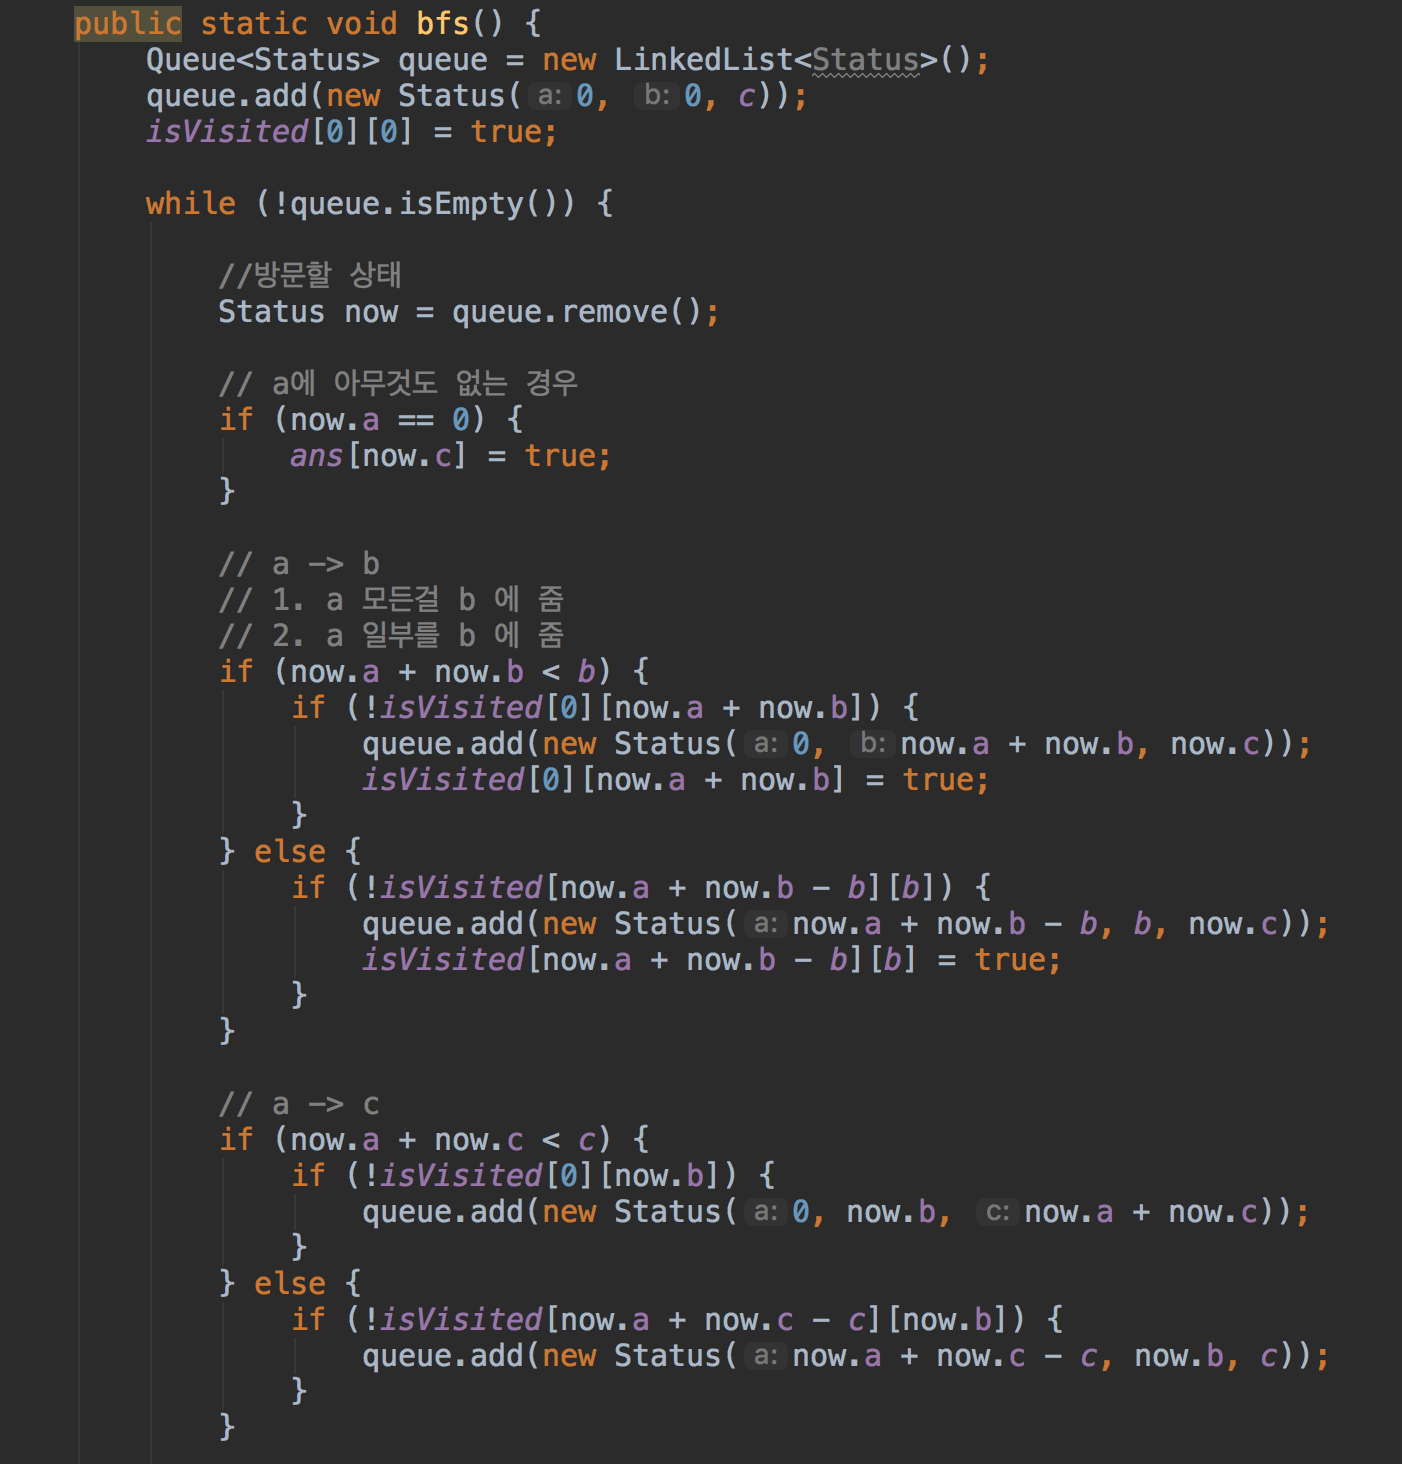 public static void bfs() {
Queue<Status> queue = new LinkedList<Status>();
queue.add(new Status( a: 0, b: 0, c));
isVisited[0][0] = true;
while (!queue.isEmpty()) {
//방문할 상태
Status now = queue.remove();
// a에 아무것도 없는 경우
if (now.a == 0) {
ans[now.c] = true;
}
// a -> b
// 1. a 모든걸 b 에 줌
// 2. a 일부를 b 에 줌
if (now.a + now.b < b) {
if (!isVisited[0][now.a + now.b]) {
queue.add(new Status( a: 0, b: now.a + now.b, now.c));
isVisited[0][now.a + now.b] = true;
}
} else {
if (!isVisited[now.a + now.b - b][b]) {
queue.add(new Status( a: now.a + now.b - b, b, now.c));
isVisited[now.a + now.b - b][b] = true;
}
}
// a -> c
if (now.a + now.c < c) {
if (!isVisited[0][now.b]) {
queue.add(new Status( a: 0, now.b, c: now.a + now.c));
}
} else {
if (!isVisited[now.a + now.c - c][now.b]) {
queue.add(new Status( a: now.a + now.c - c, now.b, c));
}
}